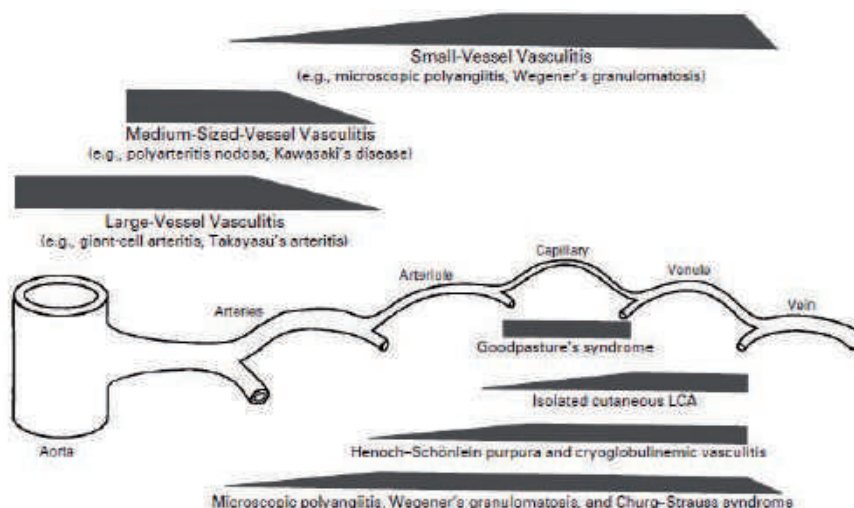 Small-Vessel Vasculitis
(e.g., microscopic polyangiitis, Wegener's granulomatosis)
Medium-Sized-Vessel Vasculitis
(e.g., polyarteritis nodosa, Kawasaki's disease)
Large-Vessel Vasculitis
(e.g., giant-cell arteritis, Takayasu's arteritis)
Capillary
Arteriole
Venule
Arteries
Vein
Goodpasture's syndrome
Isolated cutaneous LCA
Aorta
Henoch–Schönlein purpura and cryoglobulinemic vasculitis
Microscopic polyangiitis, Wegener's granulomatosis, and Churg–Strauss syndrome